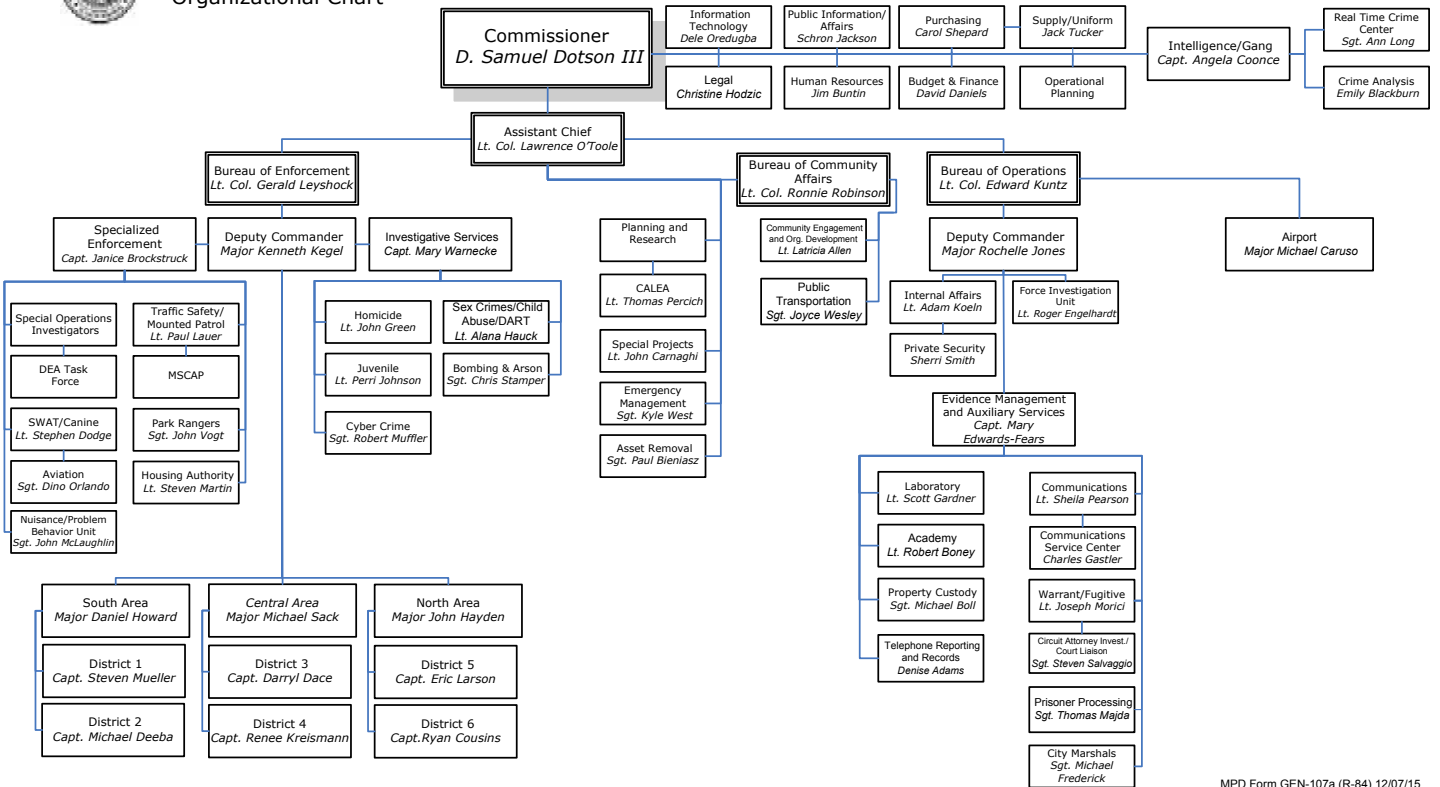 Organizational Chart
Commissioner
D. Samuel Dotson III
Information
Technology
Dele Oredugba
Public Information/
Affairs
Schron Jackson
Purchasing
Carol Shepard
Supply/Uniform
Jack Tucker
Legal
Christine Hodzic
Human Resources
Jim Buntin
Budget & Finance
David Daniels
Operational
Planning
Intelligence/Gang
Capt. Angela Coonce
Real Time Crime
Center
Sgt. Ann Long
Crime Analysis
Emily Blackburn
Assistant Chief
Lt. Col. Lawrence O'Toole
Bureau of Enforcement
Lt. Col. Gerald Leyshock
Bureau of Community
Affairs
Lt. Col. Ronnie Robinson
Bureau of Operations
Lt. Col. Edward Kuntz
Specialized
Enforcement
Capt. Janice Brockstruck
Deputy Commander
Major Kenneth Kegel
Investigative Services
Capt. Mary Warnecke
Planning and
Research
Community Engagement
and Org. Development
Lt. Latricia Allen
Deputy Commander
Major Rochelle Jones
Airport
Major Michael Caruso
Special Operations
Investigators
Traffic Safety/
Mounted Patrol
Lt. Paul Lauer
DEA Task
Force
MSCAP
SWAT/Canine
Lt. Stephen Dodge
Park Rangers
Sgt. John Vogt
Aviation
Sgt. Dino Orlando
Housing Authority
Lt. Steven Martin
Nuisance/Problem
Behavior Unit
Sgt. John McLaughlin
Homicide
Lt. John Green
Sex Crimes/Child
Abuse/DART
Lt. Alana Hauck
Juvenile
Lt. Perri Johnson
Bombing & Arson
Sgt. Chris Stamper
Cyber Crime
Sgt. Robert Muffler
CALEA
Lt. Thomas Percich
Special Projects
Lt. John Carnaghi
Emergency
Management
Sgt. Kyle West
Asset Removal
Sgt. Paul Bieniasz
Public
Transportation
Sgt. Joyce Wesley
Internal Affairs
Lt. Adam Koeln
Force Investigation
Unit
Lt. Roger Engelhardt
Private Security
Sherri Smith
Evidence Management
and Auxiliary Services
Capt. Mary
Edwards-Fears
Laboratory
Lt. Scott Gardner
Communications
Lt. Sheila Pearson
Academy
Lt. Robert Boney
Communications
Service Center
Charles Gastler
Property Custody
Sgt. Michael Boll
Warrant/Fugitive
Lt. Joseph Morici
Telephone Reporting
and Records
Denise Adams
Circuit Attorney Invest./
Court Liaison
Sgt. Steven Salvaggio
Prisoner Processing
Sgt. Thomas Majda
City Marshals
Sgt. Michael
Frederick
South Area
Major Daniel Howard
Central Area
Major Michael Sack
North Area
Major John Hayden
District 1
Capt. Steven Mueller
District 3
Capt. Darryl Dace
District 5
Capt. Eric Larson
District 2
Capt. Michael Deeba
District 4
Capt. Renee Kreismann
District 6
Capt.Ryan Cousins
MPD Form GEN-107a (R-84) 12/07/15